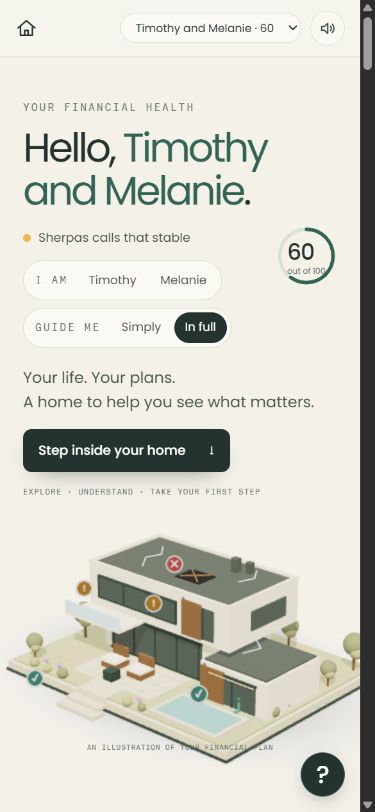 Timothy and Melanie · 60
YOUR FINANCIAL HEALTH
Hello, Timothy
and Melanie.
Sherpas calls that stable
60
out of 100
I AM Timothy Melanie
GUIDE ME Simply In full
Your life. Your plans.
A home to help you see what matters.
Step inside your home ↓
EXPLORE · UNDERSTAND · TAKE YOUR FIRST STEP
AN ILLUSTRATION OF YOUR FINANCIAL PLAN
?